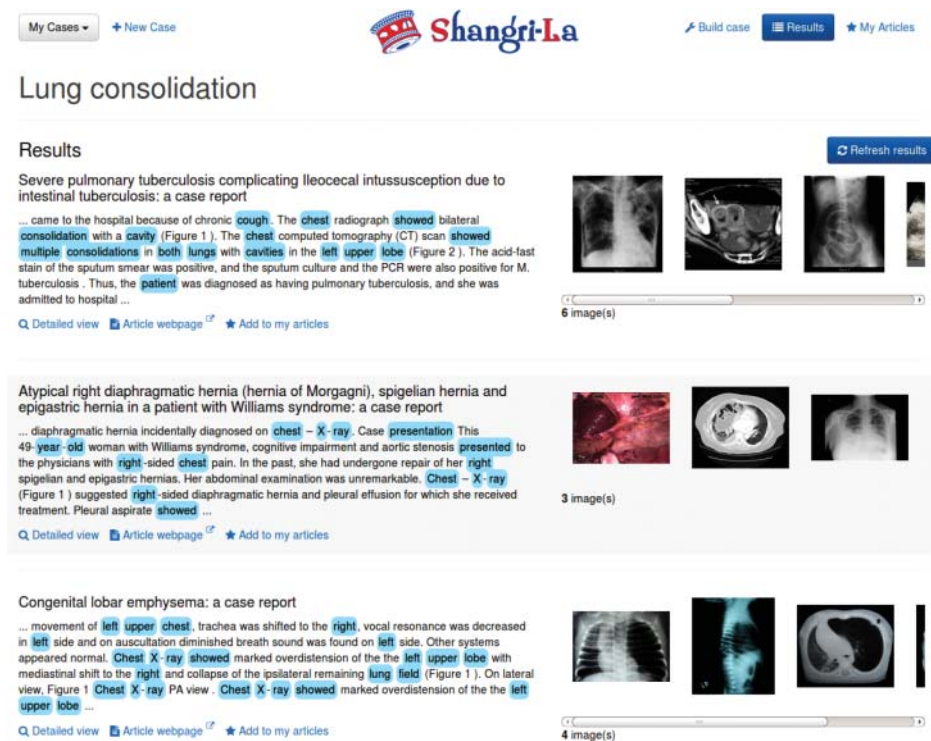 My Cases
New Case
Shangri-La
Build case
Results
My Articles
Lung consolidation
Results
Refresh results
Severe pulmonary tuberculosis complicating Ileocecal intussusception due to
intestinal tuberculosis: a case report
... came to the hospital because of chronic cough. The chest radiograph showed bilateral
consolidation with a cavity (Figure 1 ). The chest computed tomography (CT) scan showed
multiple consolidations in both lungs with cavities in the left upper lobe (Figure 2 ). The acid-fast
stain of the sputum smear was positive, and the sputum culture and the PCR were also positive for M.
tuberculosis . Thus, the patient was diagnosed as having pulmonary tuberculosis, and she was
admitted to hospital ...
6 image(s)
Detailed view Article webpage Add to my articles
Atypical right diaphragmatic hernia (hernia of Morgagni), spigelian hernia and
epigastric hernia in a patient with Williams syndrome: a case report
... diaphragmatic hernia incidentally diagnosed on chest – X-ray. Case presentation This
49-year-old woman with Williams syndrome, cognitive impairment and aortic stenosis presented to
the physicians with right-sided chest pain. In the past, she had undergone repair of her right
spigelian and epigastric hernias. Her abdominal examination was unremarkable. Chest – X-ray
(Figure 1 ) suggested right-sided diaphragmatic hernia and pleural effusion for which she received
treatment. Pleural aspirate showed ...
3 image(s)
Detailed view Article webpage Add to my articles
Congenital lobar emphysema: a case report
... movement of left upper chest, trachea was shifted to the right, vocal resonance was decreased
in left side and on auscultation diminished breath sound was found on left side. Other systems
appeared normal. Chest X-ray showed marked overdistension of the the left upper lobe with
mediastinal shift to the right and collapse of the ipsilateral remaining lung field (Figure 1 ). On lateral
view, Figure 1 Chest X-ray PA view . Chest X-ray showed marked overdistension of the the left
upper lobe ...
Detailed view Article webpage Add to my articles
4 image(s)